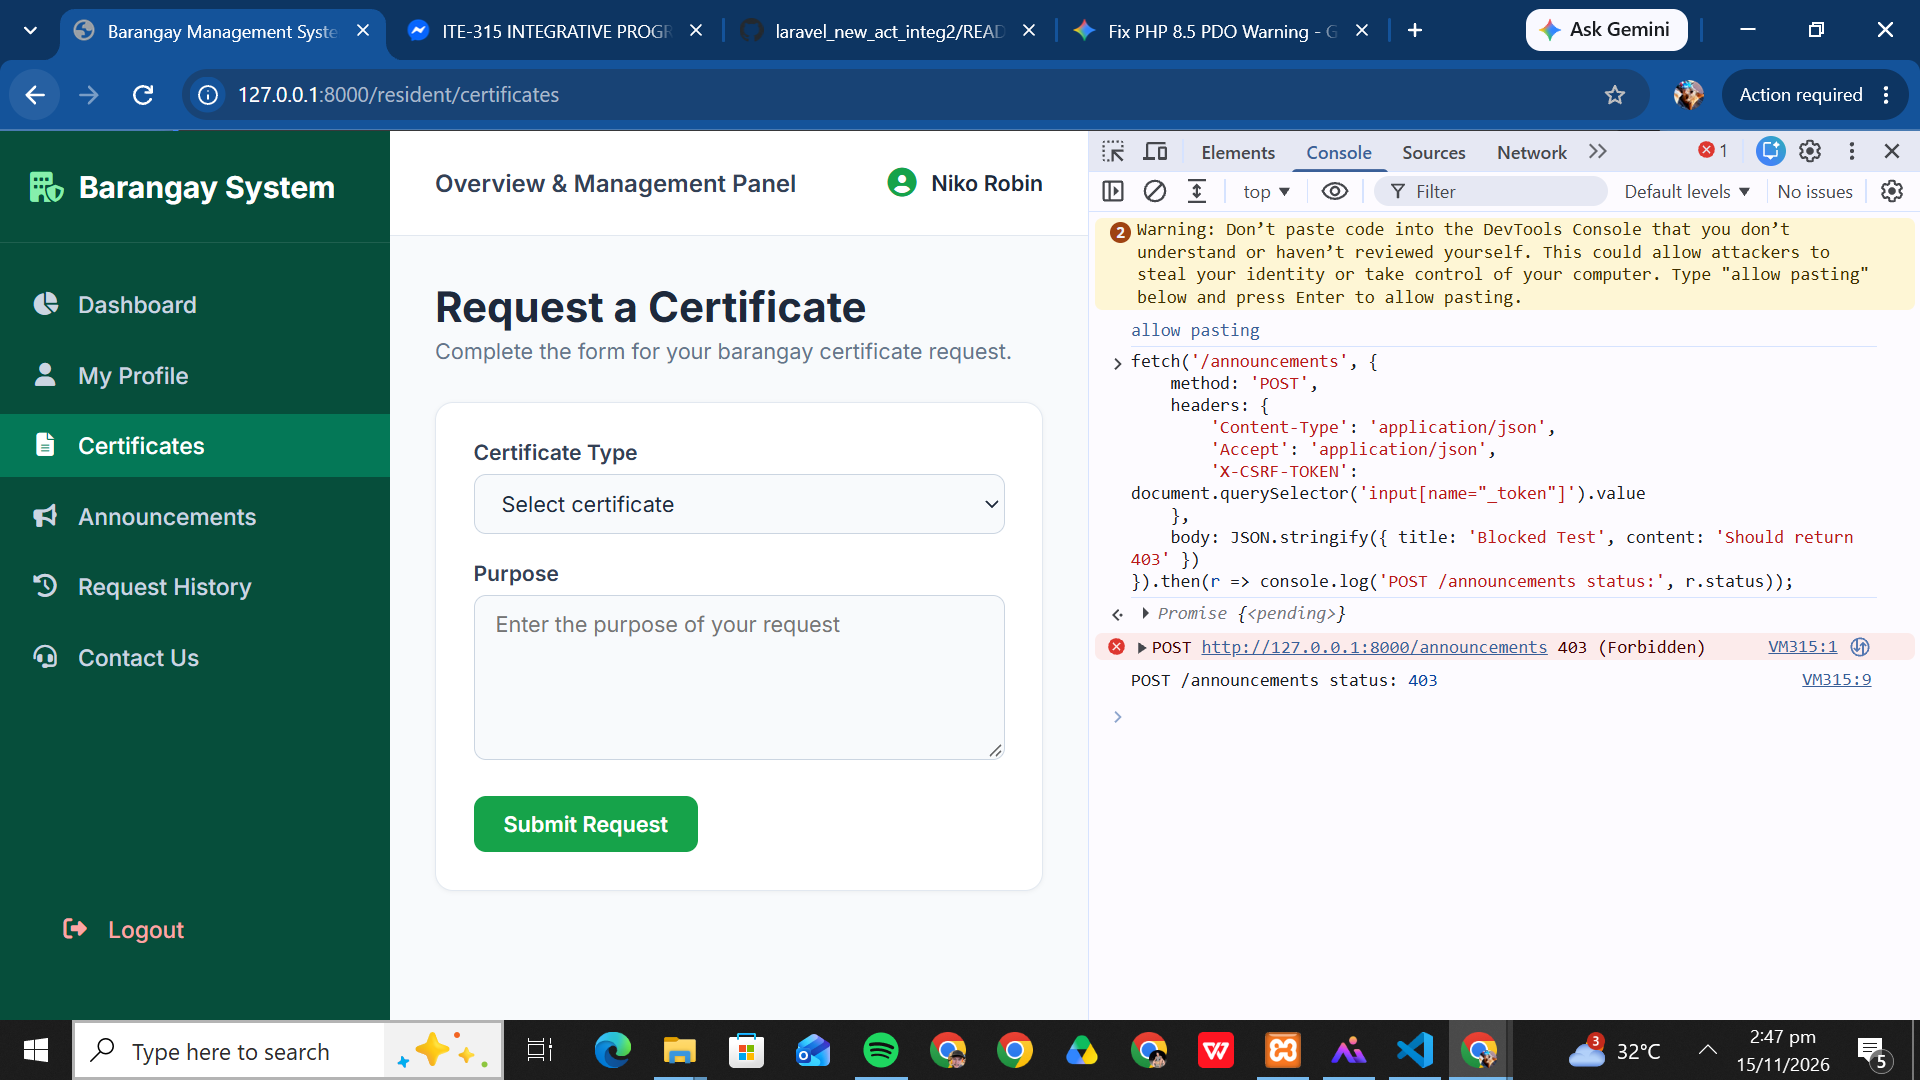 Barangay Management Syste
ITE-315 INTEGRATIVE PROGR
laravel_new_act_integ2/READ
Fix PHP 8.5 PDO Warning - G
Ask Gemini
127.0.0.1:8000/resident/certificates
Action required
Barangay System
Dashboard
My Profile
Certificates
Announcements
Request History
Contact Us
Logout
Overview & Management Panel
Niko Robin
Request a Certificate
Complete the form for your barangay certificate request.
Certificate Type
Select certificate
Purpose
Enter the purpose of your request
Submit Request
Elements
Console
Sources
Network
1
top
Filter
Default levels
No issues
2
Warning: Don’t paste code into the DevTools Console that you don’t
understand or haven’t reviewed yourself. This could allow attackers to
steal your identity or take control of your computer. Type "allow pasting"
below and press Enter to allow pasting.
allow pasting
fetch('/announcements', {
method: 'POST',
headers: {
'Content-Type': 'application/json',
'Accept': 'application/json',
'X-CSRF-TOKEN':
document.querySelector('input[name="_token"]').value
},
body: JSON.stringify({ title: 'Blocked Test', content: 'Should return
403' })
}).then(r => console.log('POST /announcements status:', r.status));
Promise {<pending>}
POST http://127.0.0.1:8000/announcements 403 (Forbidden)
VM315:1
POST /announcements status: 403
VM315:9
Type here to search
3
32°C
2:47 pm
15/11/2026
5